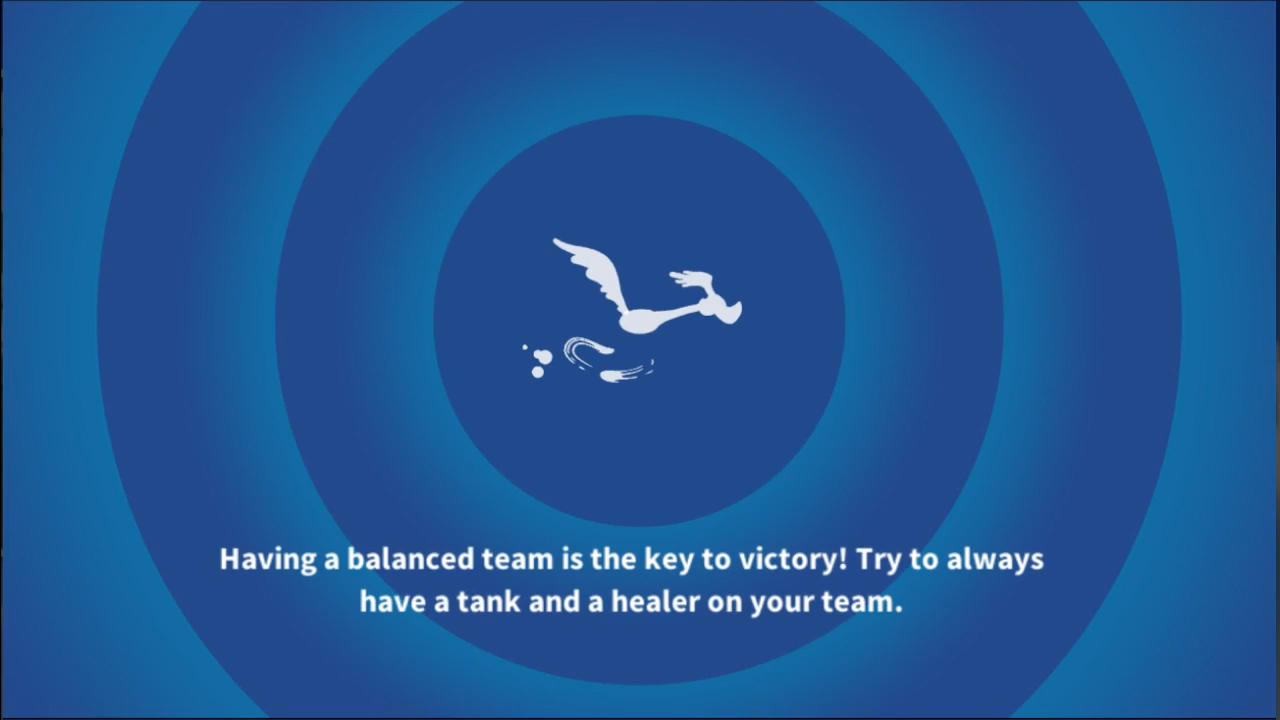 Having a balanced team is the key to victory! Try to always
have a tank and a healer on your team.